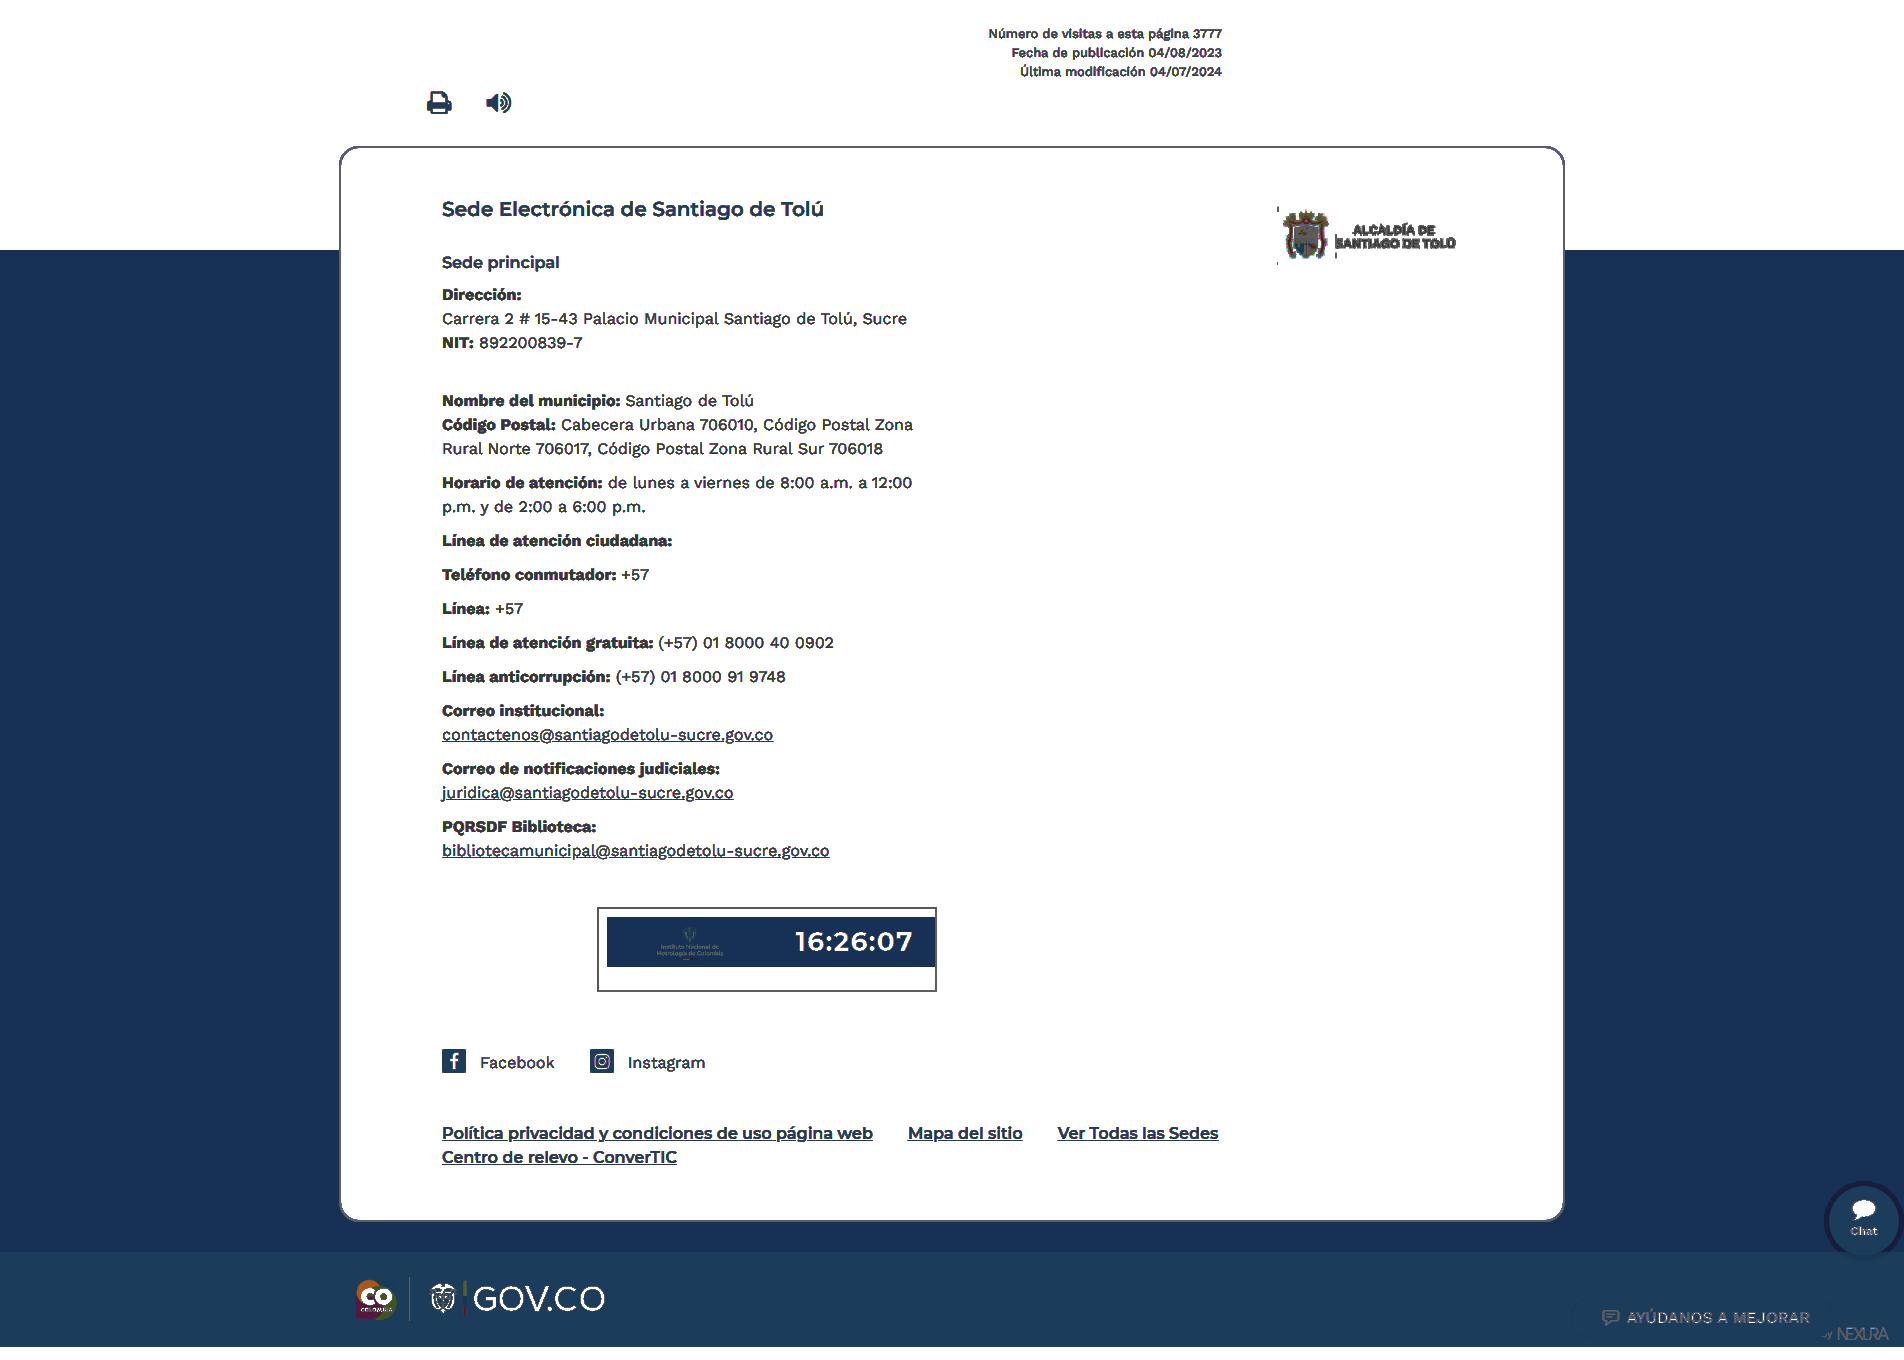 Número de visitas a esta página 3777
Fecha de publicación 04/08/2023
Última modificación 04/07/2024
Sede Electrónica de Santiago de Tolú
ALCALDÍA DE
SANTIAGO DE TOLÚ
Sede principal
Dirección:
Carrera 2 # 15-43 Palacio Municipal Santiago de Tolú, Sucre
NIT: 892200839-7
Nombre del municipio: Santiago de Tolú
Código Postal: Cabecera Urbana 706010, Código Postal Zona
Rural Norte 706017, Código Postal Zona Rural Sur 706018
Horario de atención: de lunes a viernes de 8:00 a.m. a 12:00
p.m. y de 2:00 a 6:00 p.m.
Línea de atención ciudadana:
Teléfono conmutador: +57
Línea: +57
Línea de atención gratuita: (+57) 01 8000 40 0902
Línea anticorrupción: (+57) 01 8000 91 9748
Correo institucional:
contactenos@santiagodetolu-sucre.gov.co
Correo de notificaciones judiciales:
juridica@santiagodetolu-sucre.gov.co
PQRSDF Biblioteca:
bibliotecamunicipal@santiagodetolu-sucre.gov.co
Instituto Nacional de
Metrología de Colombia
16:26:07
Facebook Instagram
Política privacidad y condiciones de uso página web Mapa del sitio Ver Todas las Sedes
Centro de relevo - ConverTIC
Chat
CO
COLOMBIA
GOV.CO
AYÚDANOS A MEJORAR
NEXURA